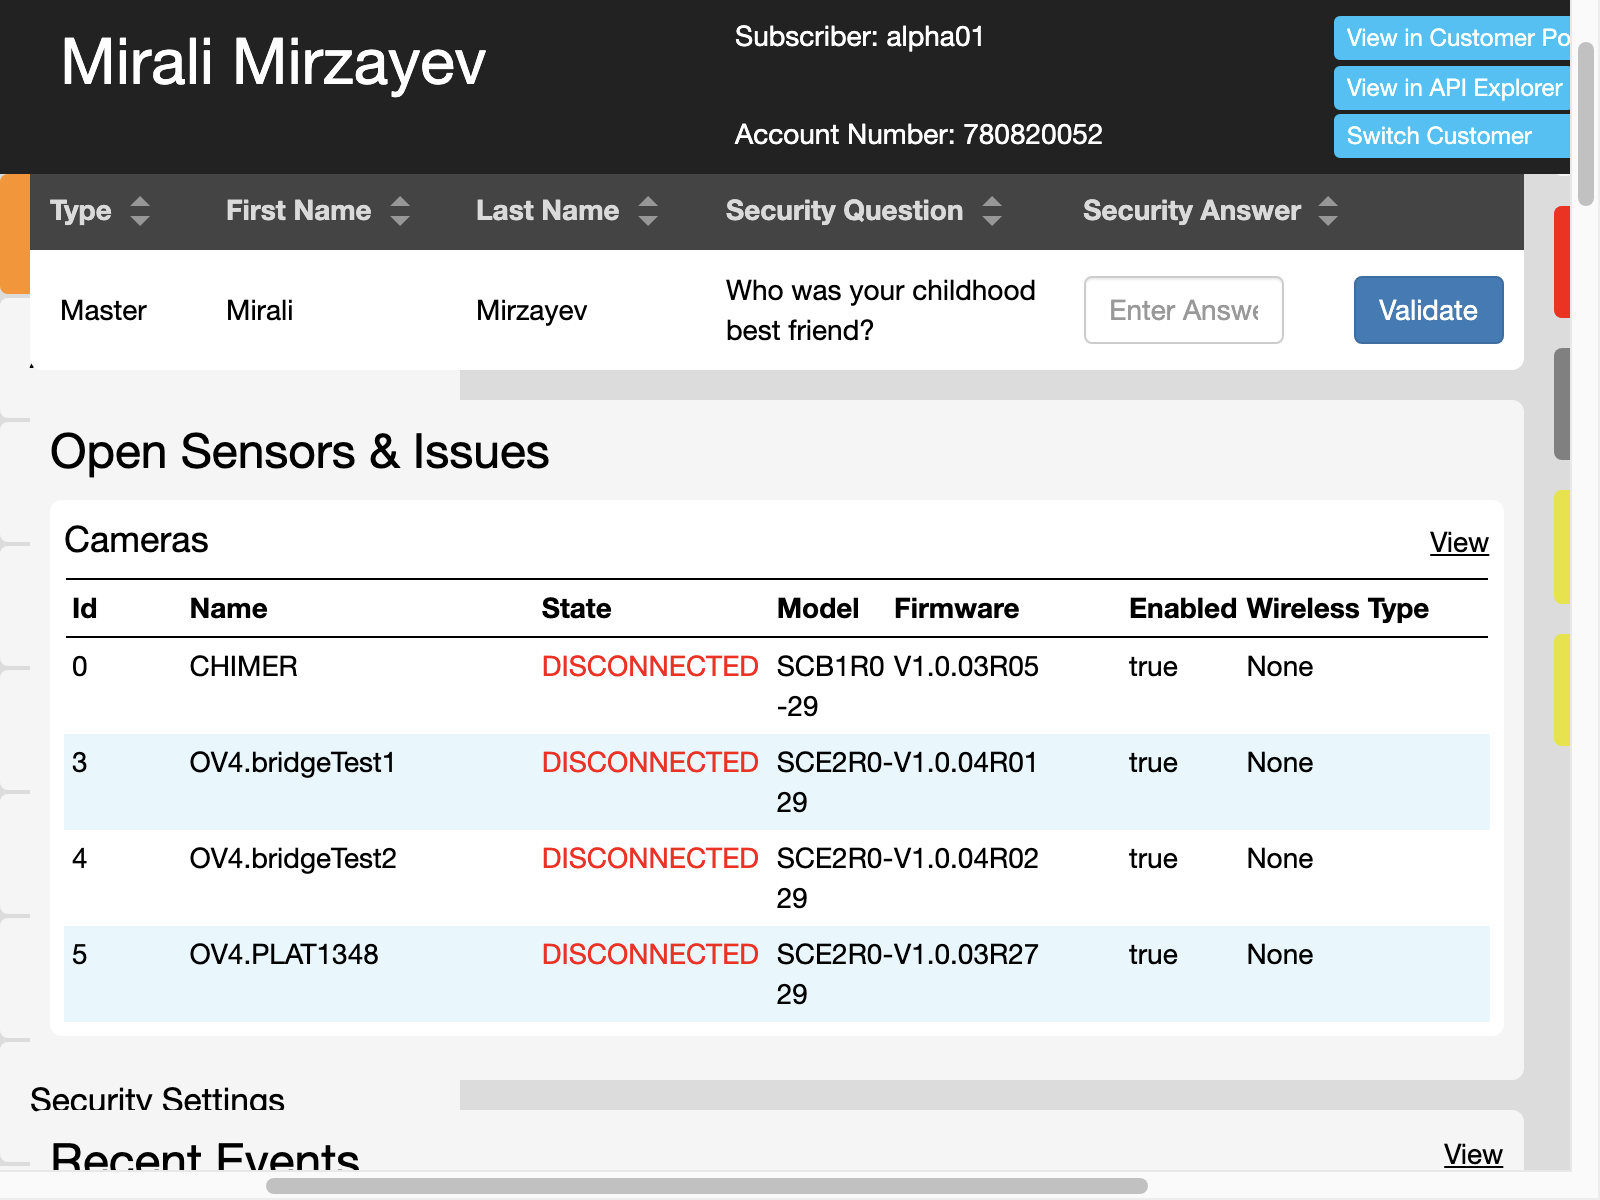 Mirali Mirzayev
Subscriber: alpha01
Account Number: 780820052
View in Customer Po
View in API Explorer
Switch Customer
Type First Name Last Name Security Question Security Answer
Master Mirali Mirzayev Who was your childhood best friend? Enter Answe Validate
Open Sensors & Issues
Cameras View
Id Name State Model Firmware Enabled Wireless Type
0 CHIMER DISCONNECTED SCB1R0-29 V1.0.03R05 true None
3 OV4.bridgeTest1 DISCONNECTED SCE2R0-29 V1.0.04R01 true None
4 OV4.bridgeTest2 DISCONNECTED SCE2R0-29 V1.0.04R02 true None
5 OV4.PLAT1348 DISCONNECTED SCE2R0-29 V1.0.03R27 true None
Security Settings
Recent Events View